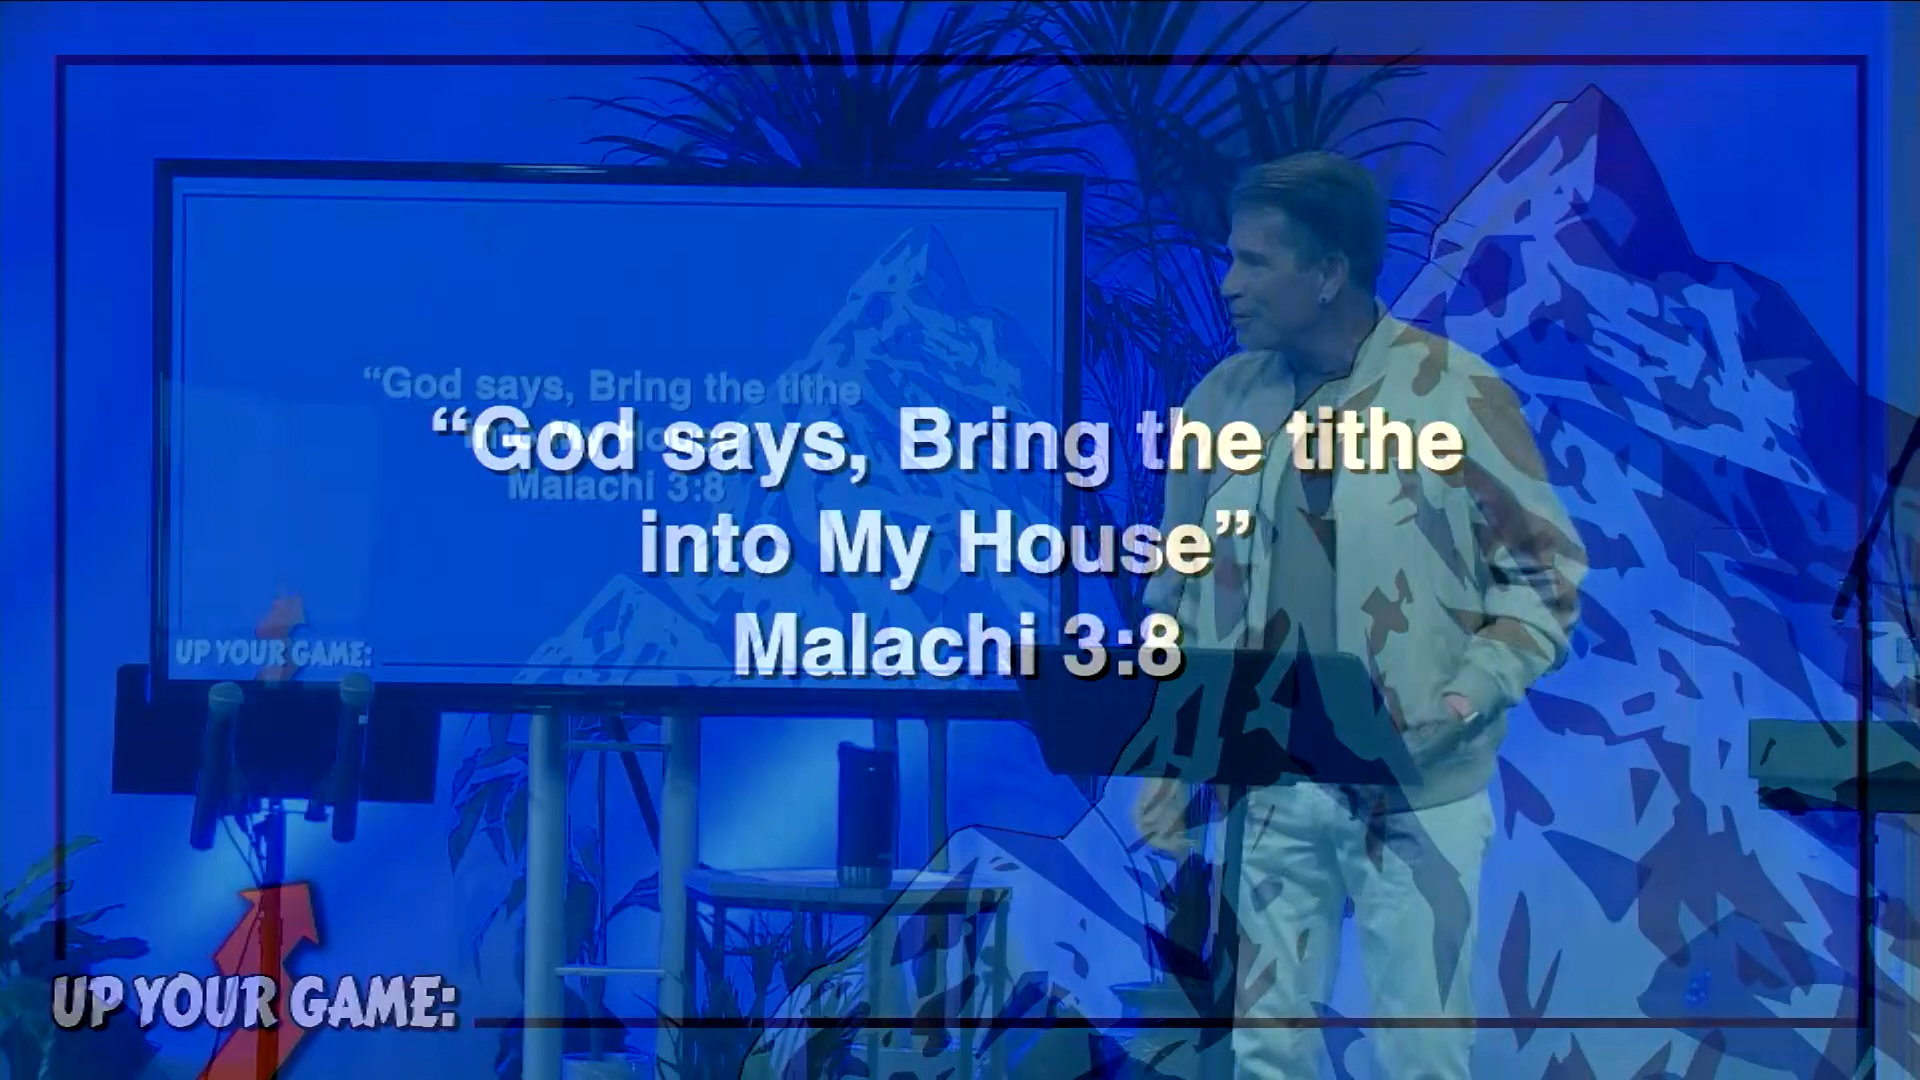 “God says, Bring the tithe
into My House”
Malachi 3:8
UP YOUR GAME:
“God says, Bring the tithe
Malachi 3:8
UP YOUR GAME: